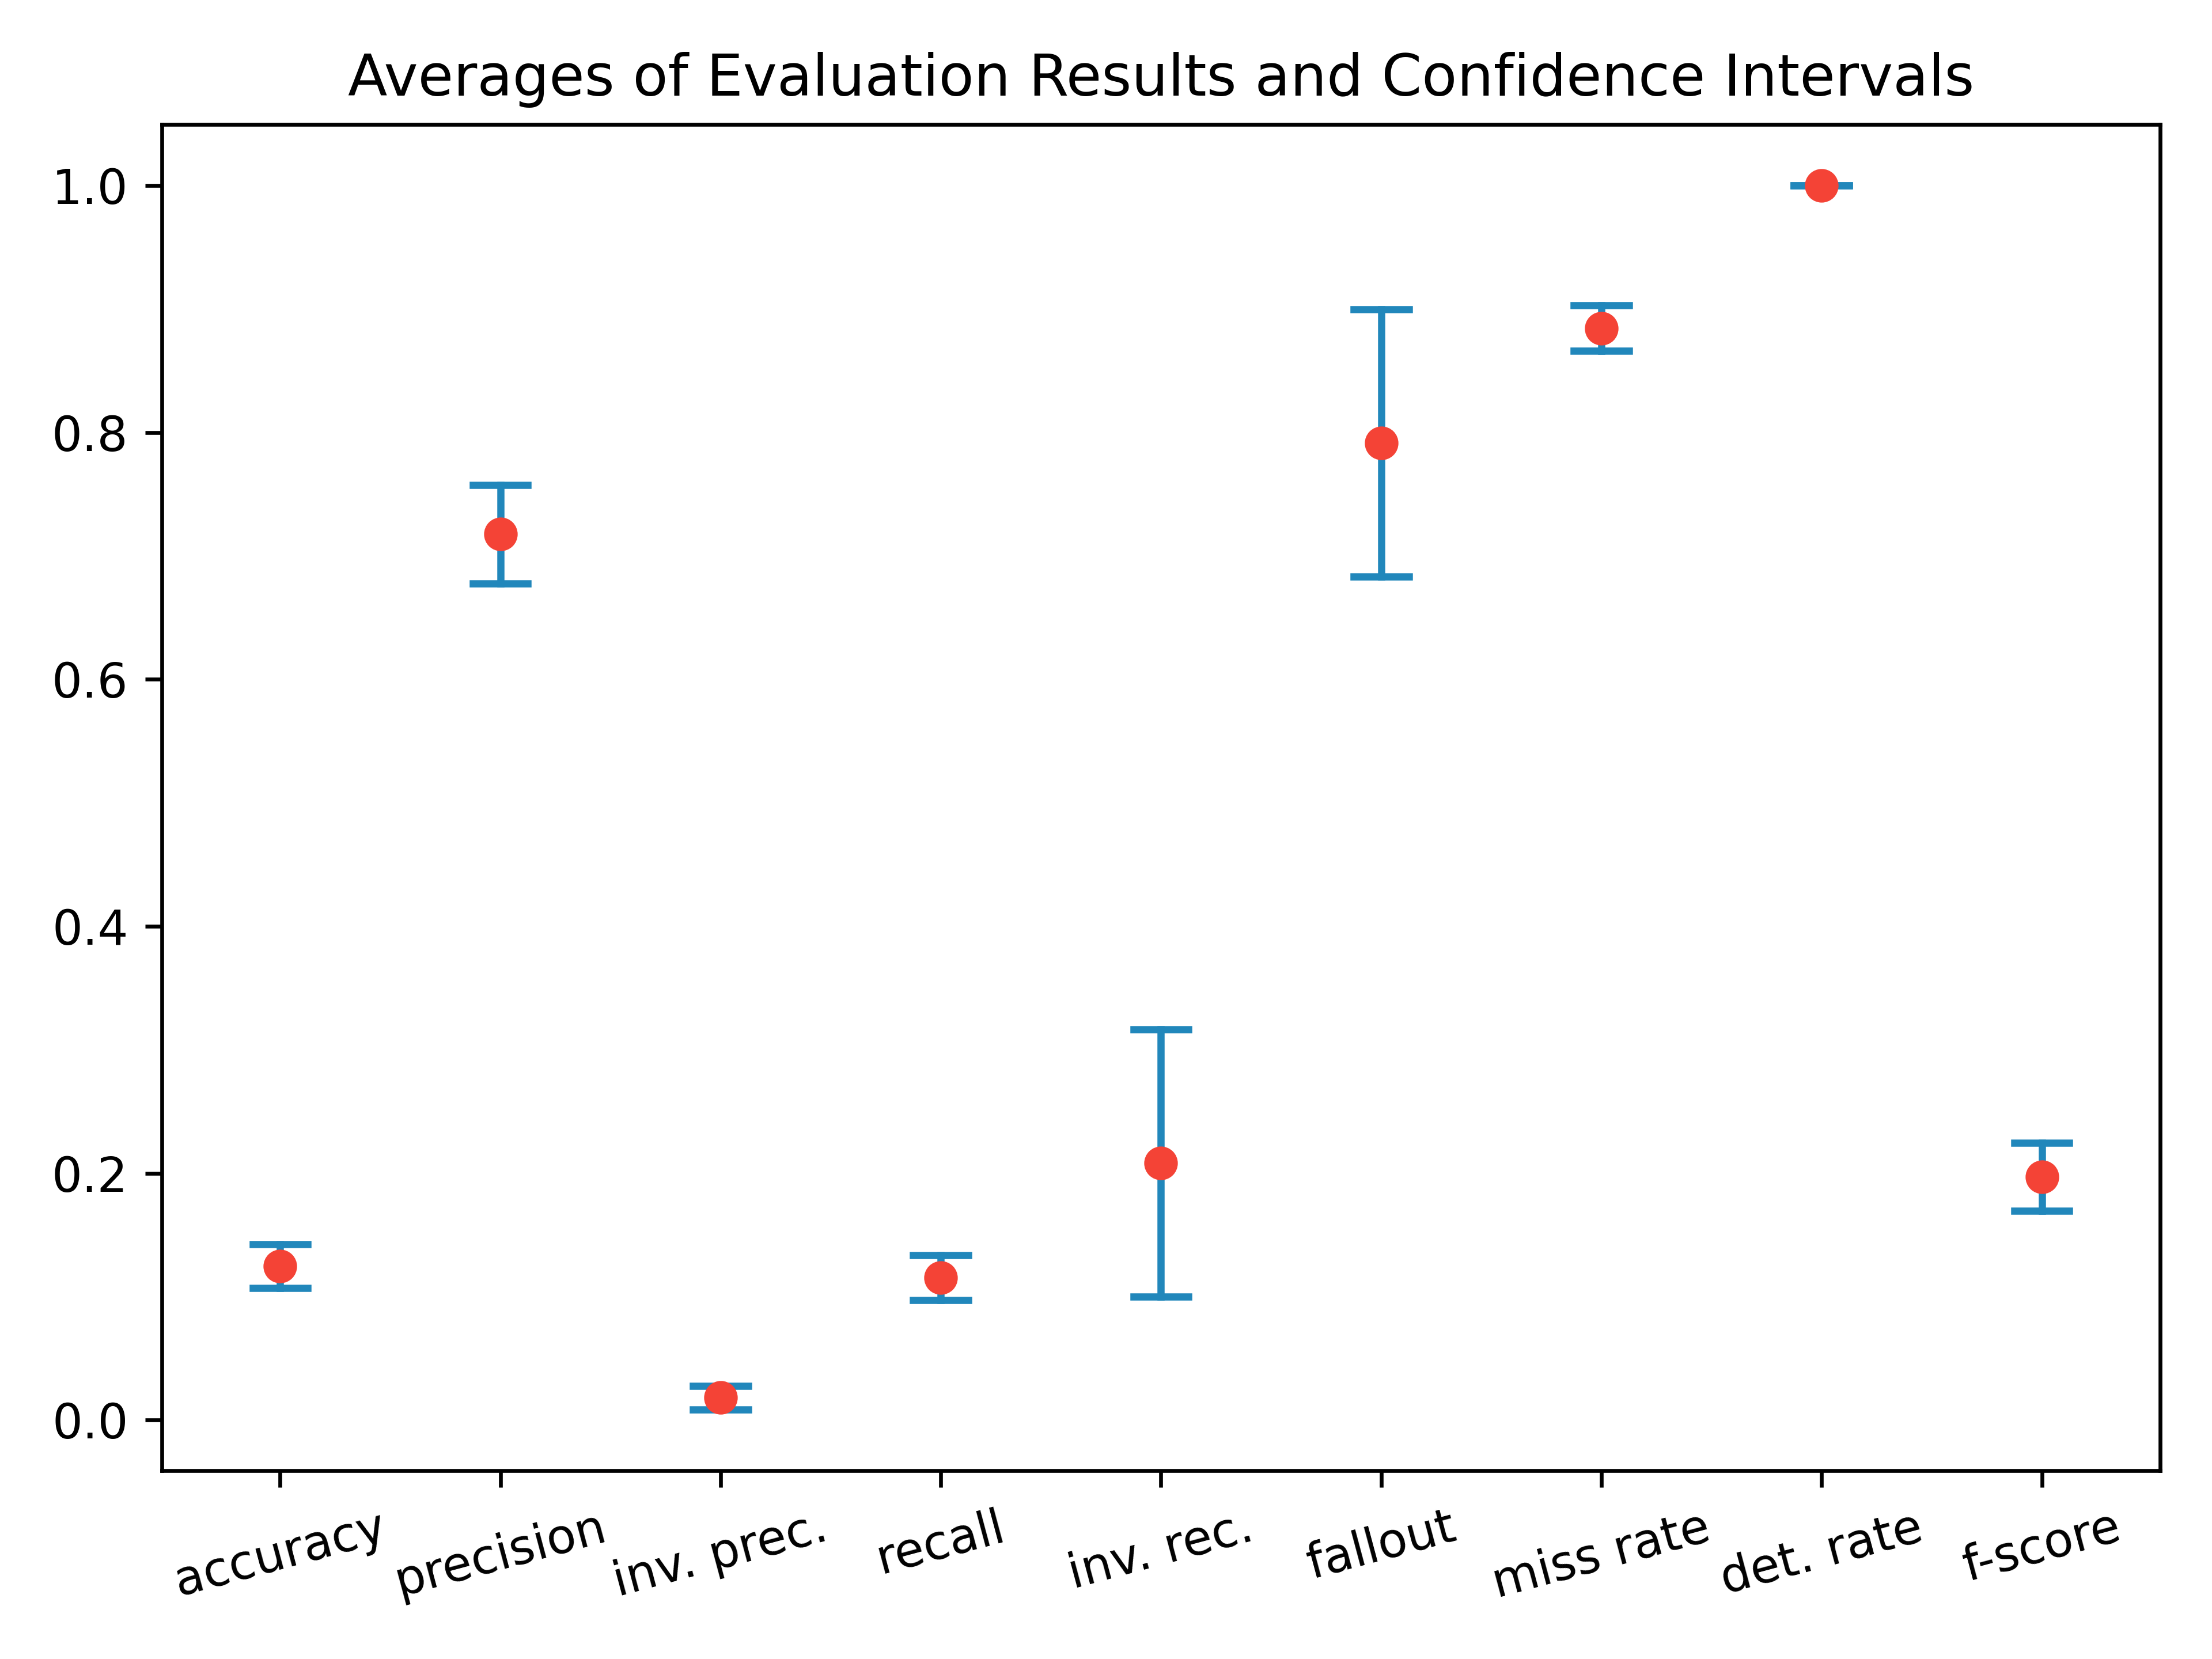 Averages of Evaluation Results and Confidence Intervals
1.0
0.8
0.6
0.4
0.2
0.0
accuracy
precision
inv. prec.
recall
inv. rec.
fallout
miss rate
det. rate
f-score